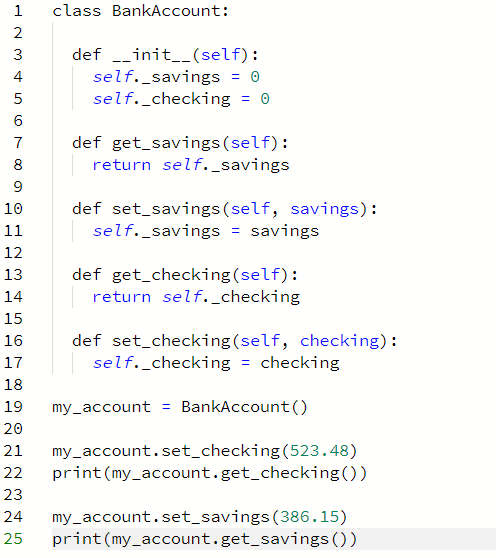 1 class BankAccount:
2
3   def __init__(self):
4     self._savings = 0
5     self._checking = 0
6
7   def get_savings(self):
8     return self._savings
9
10   def set_savings(self, savings):
11     self._savings = savings
12
13   def get_checking(self):
14     return self._checking
15
16   def set_checking(self, checking):
17     self._checking = checking
18
19 my_account = BankAccount()
20
21 my_account.set_checking(523.48)
22 print(my_account.get_checking())
23
24 my_account.set_savings(386.15)
25 print(my_account.get_savings())